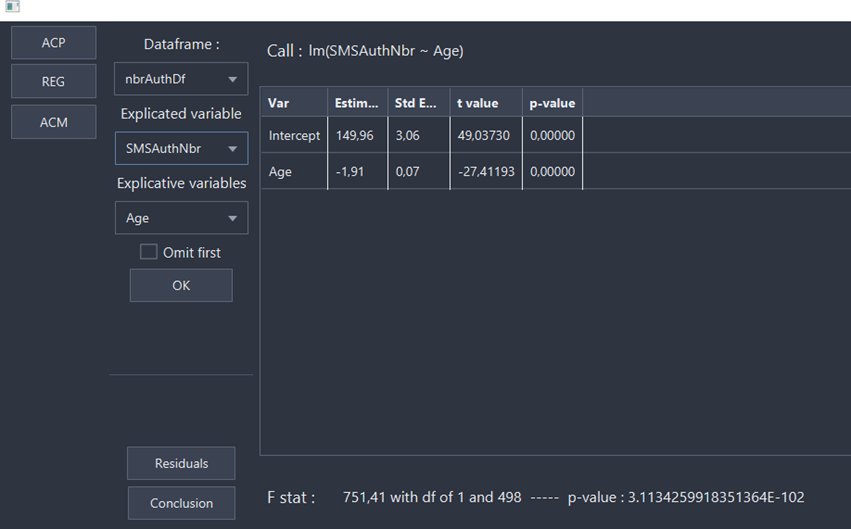 ACP
REG
ACM
Dataframe :
nbrAuthDf
Explicated variable
SMSAuthNbr
Explicative variables
Age
Omit first
OK
Residuals
Conclusion
Call : lm(SMSAuthNbr ~ Age)
Var Estim... Std E... t value p-value
Intercept 149,96 3,06 49,03730 0,00000
Age -1,91 0,07 -27,41193 0,00000
F stat : 751,41 with df of 1 and 498 ----- p-value : 3.1134259918351364E-102